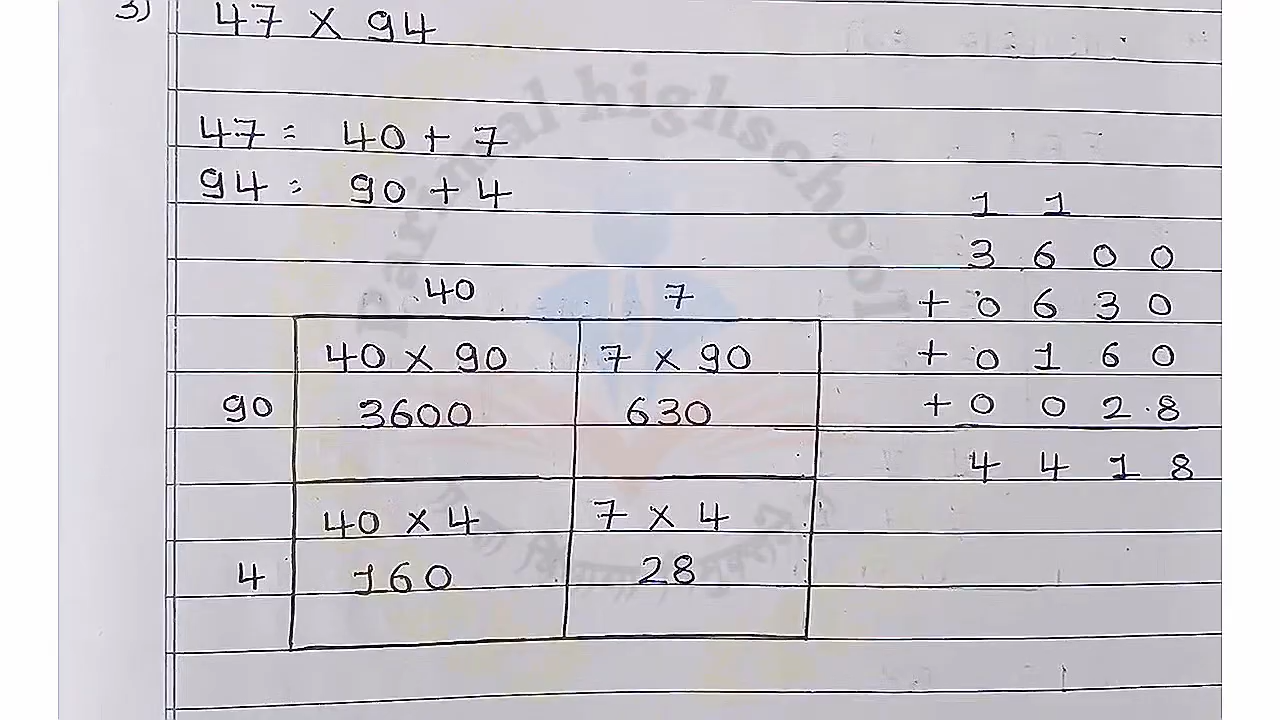 3) 47 × 94
47 = 40 + 7
94 = 90 + 4
40 7
90
40 × 90
3600
7 × 90
630
4
40 × 4
160
7 × 4
28
1 1
3 6 0 0
+ 0 6 3 0
+ 0 1 6 0
+ 0 0 2 8
4 4 1 8
Parimal highschool